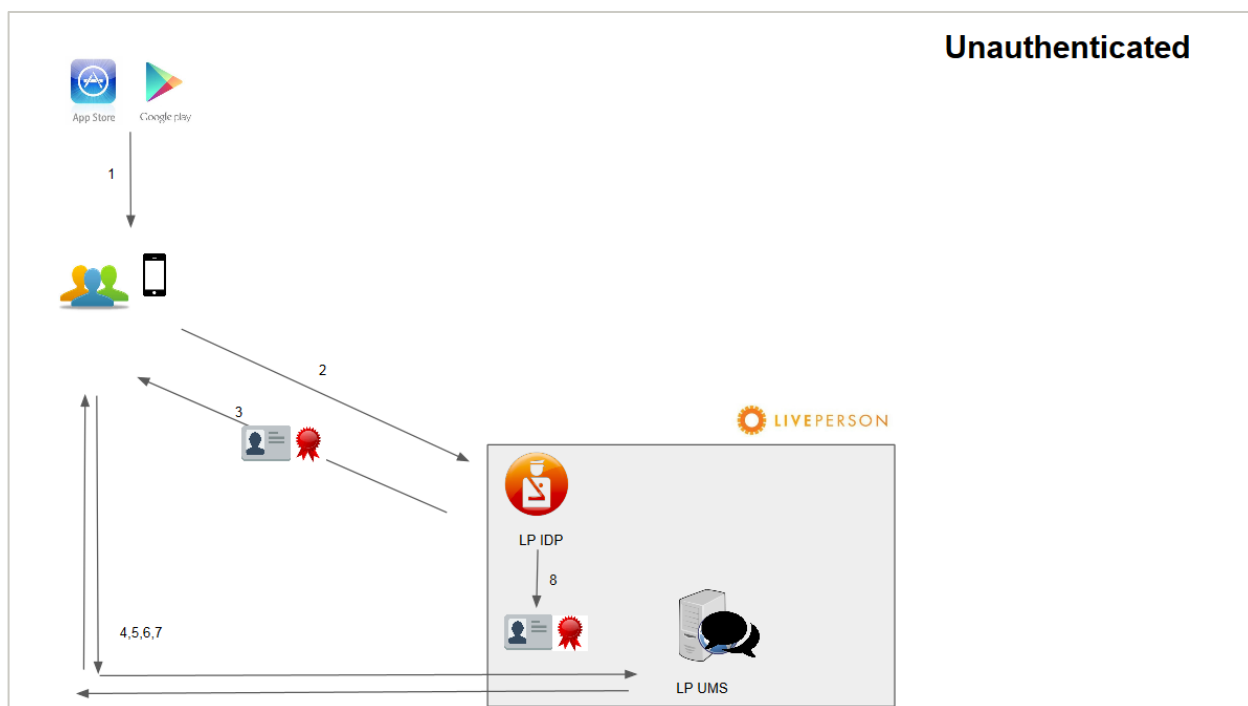 Unauthenticated
App Store
Google play
1
2
3
LIVEPERSON
LP IDP
8
4,5,6,7
LP UMS